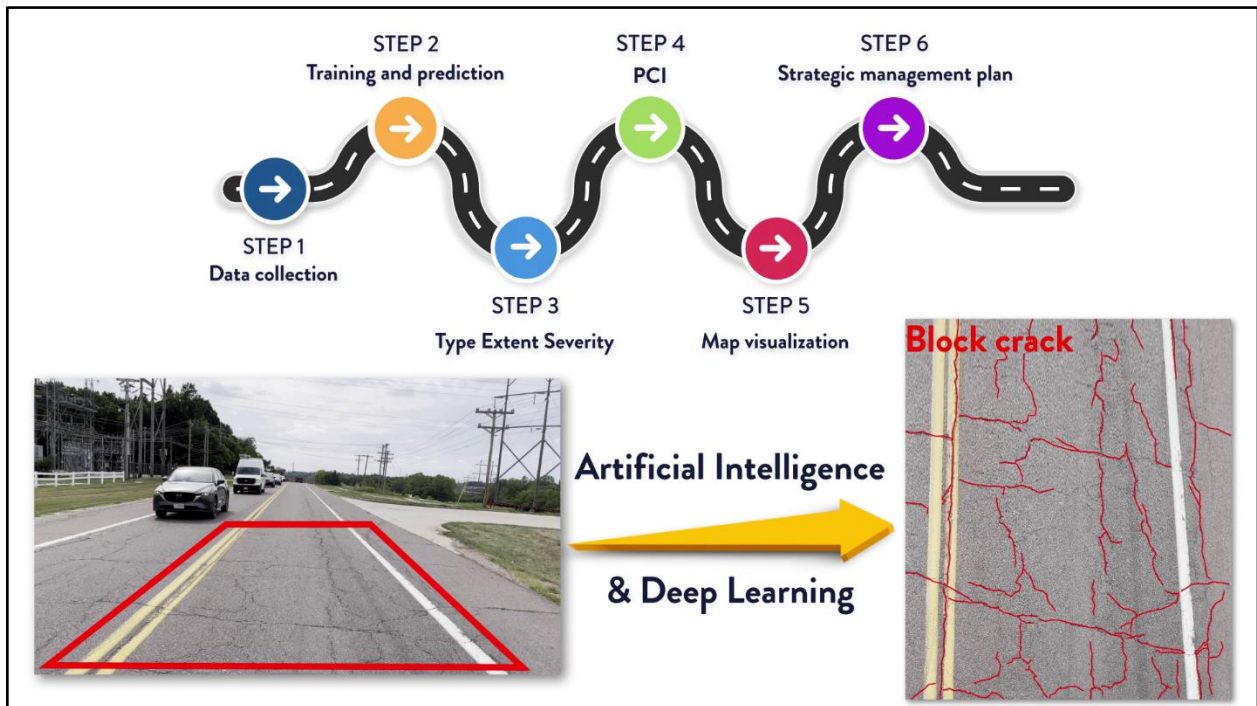 STEP 1
Data collection
STEP 2
Training and prediction
STEP 3
Type Extent Severity
STEP 4
PCI
STEP 5
Map visualization
STEP 6
Strategic management plan
Artificial Intelligence
& Deep Learning
Block crack